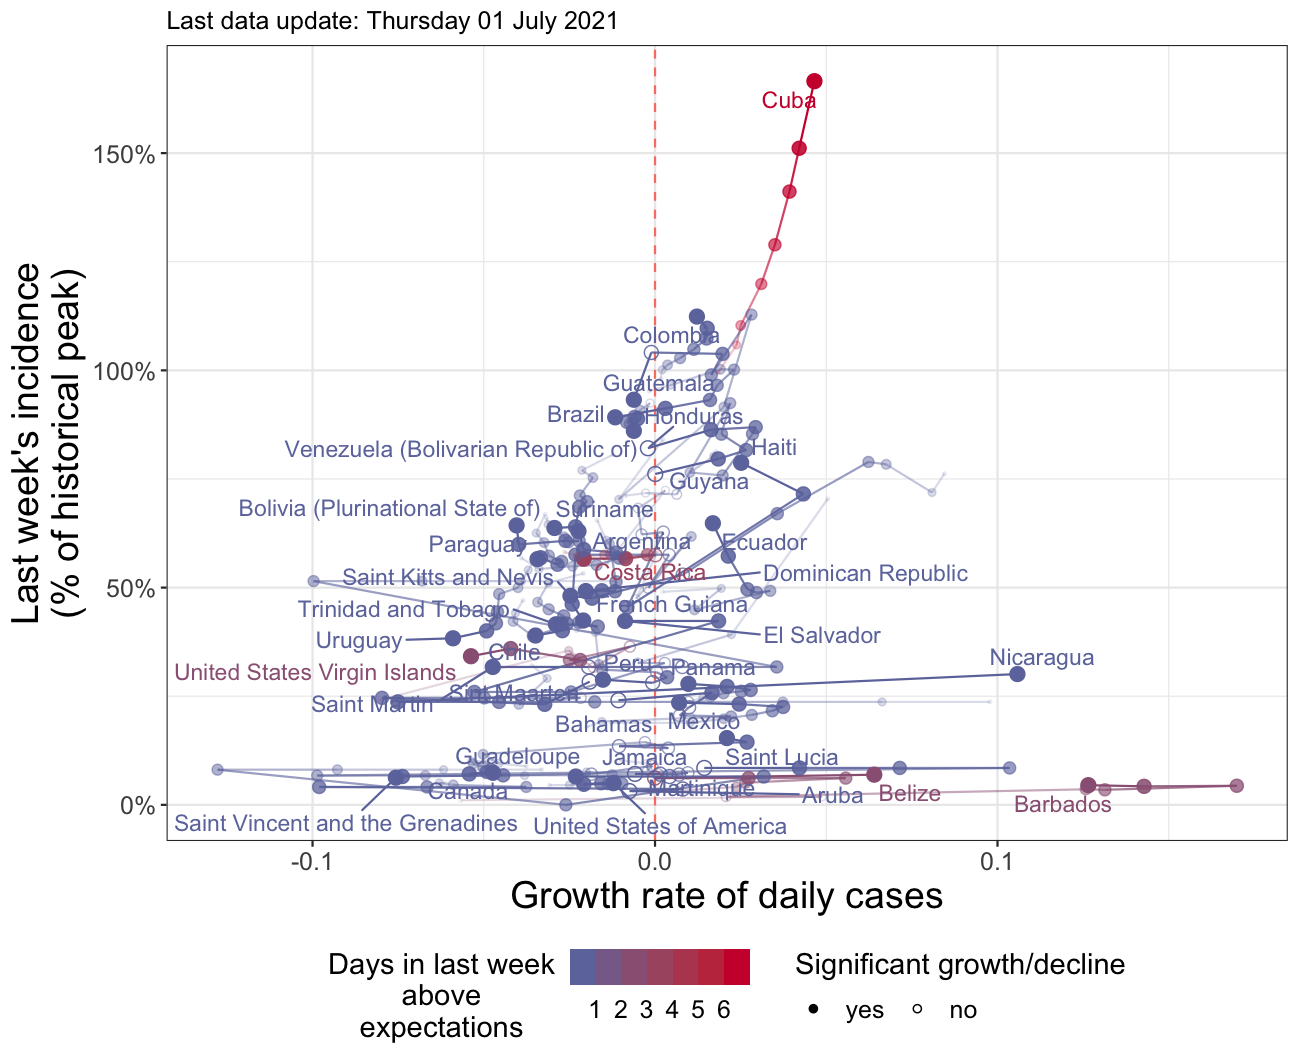 Last data update: Thursday 01 July 2021
Last week's incidence
(% of historical peak)
150%
100%
50%
0%
Cuba
Colombia
Guatemala
Brazil
Honduras
Venezuela (Bolivarian Republic of)
Haiti
Guyana
Bolivia (Plurinational State of)
Suriname
Paraguay
Argentina
Ecuador
Costa Rica
Dominican Republic
Saint Kitts and Nevis
French Guiana
Trinidad and Tobago
Uruguay
El Salvador
Chile
Nicaragua
United States Virgin Islands
Peru
Panama
Saint Martin
Sint Maarten
Bahamas
Mexico
Guadeloupe
Jamaica
Saint Lucia
Canada
Martinique
Aruba
Belize
Barbados
Saint Vincent and the Grenadines
United States of America
-0.1
0.0
0.1
Growth rate of daily cases
Days in last week
above
expectations
1 2 3 4 5 6
Significant growth/decline
yes
no